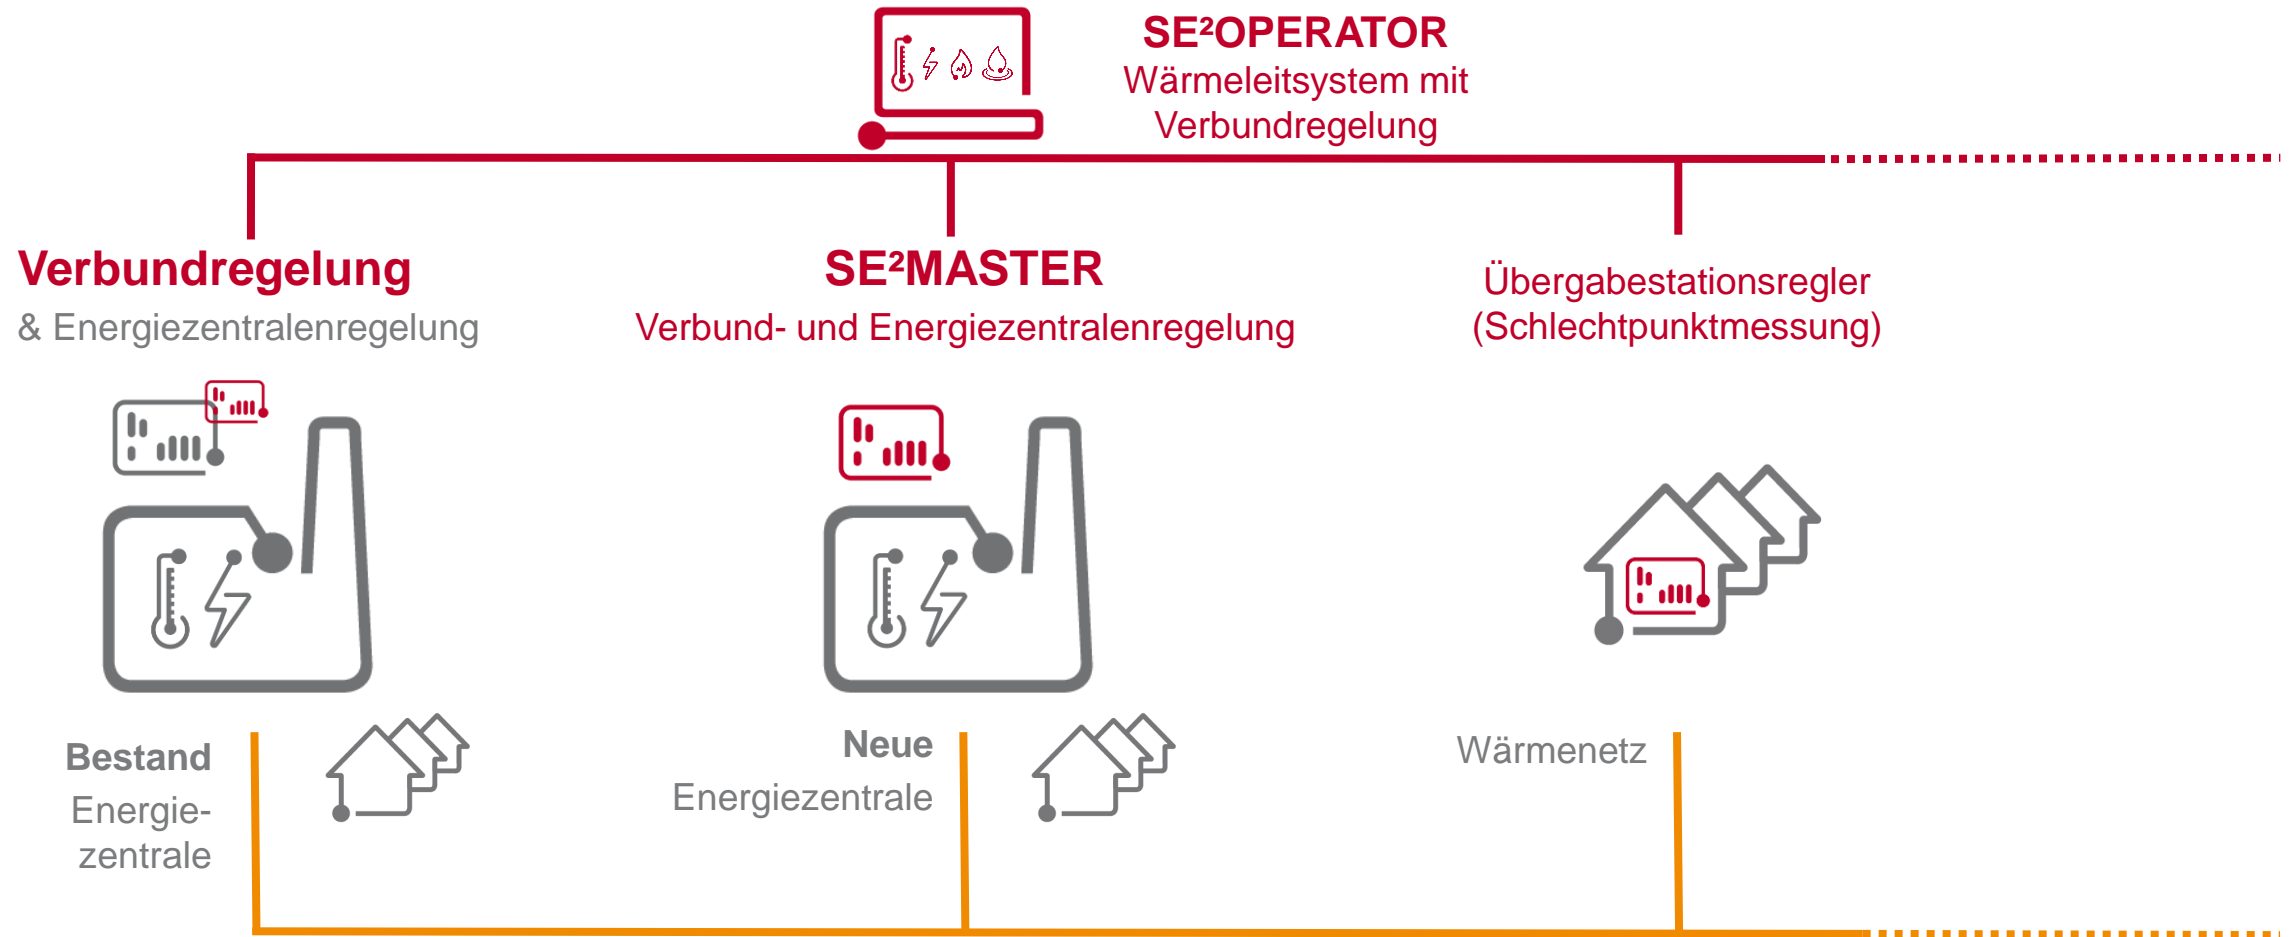 SE²OPERATOR
Wärmeleitsystem mit
Verbundregelung
Verbundregelung
& Energiezentralenregelung
SE²MASTER
Verbund- und Energiezentralenregelung
Übergabestationsregler
(Schlechtpunktmessung)
Bestand
Energie-
zentrale
Neue
Energiezentrale
Wärmenetz